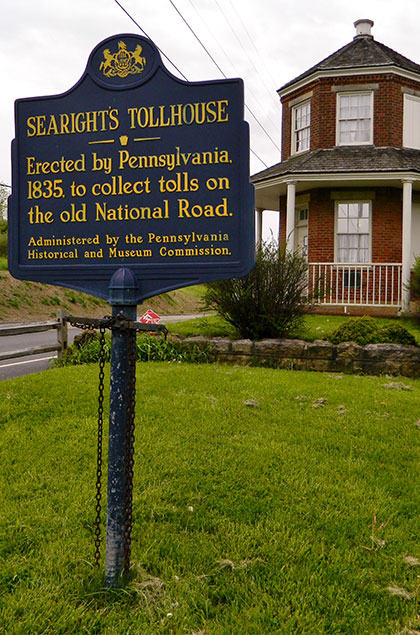 SEARIGHT'S TOLLHOUSE
Erected by Pennsylvania,
1835, to collect tolls on
the old National Road.
Administered by the Pennsylvania
Historical and Museum Commission.